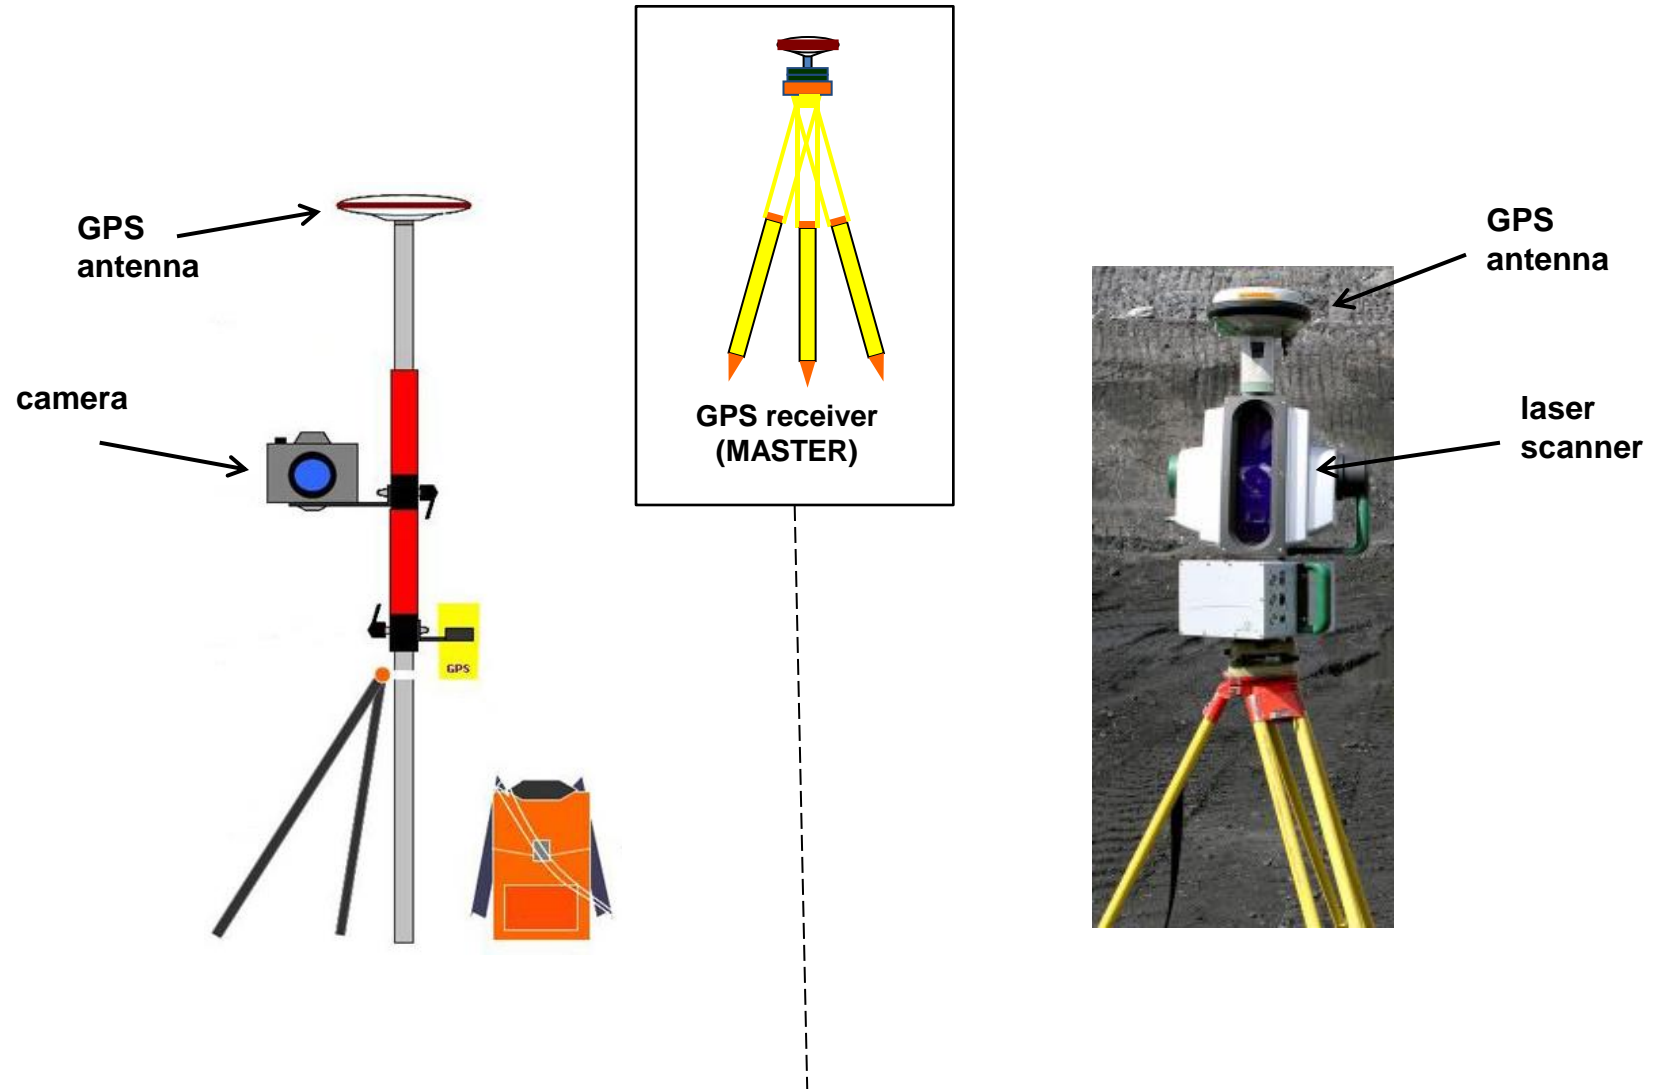 GPS
antenna
camera
GPS
GPS receiver
(MASTER)
GPS
antenna
laser
scanner